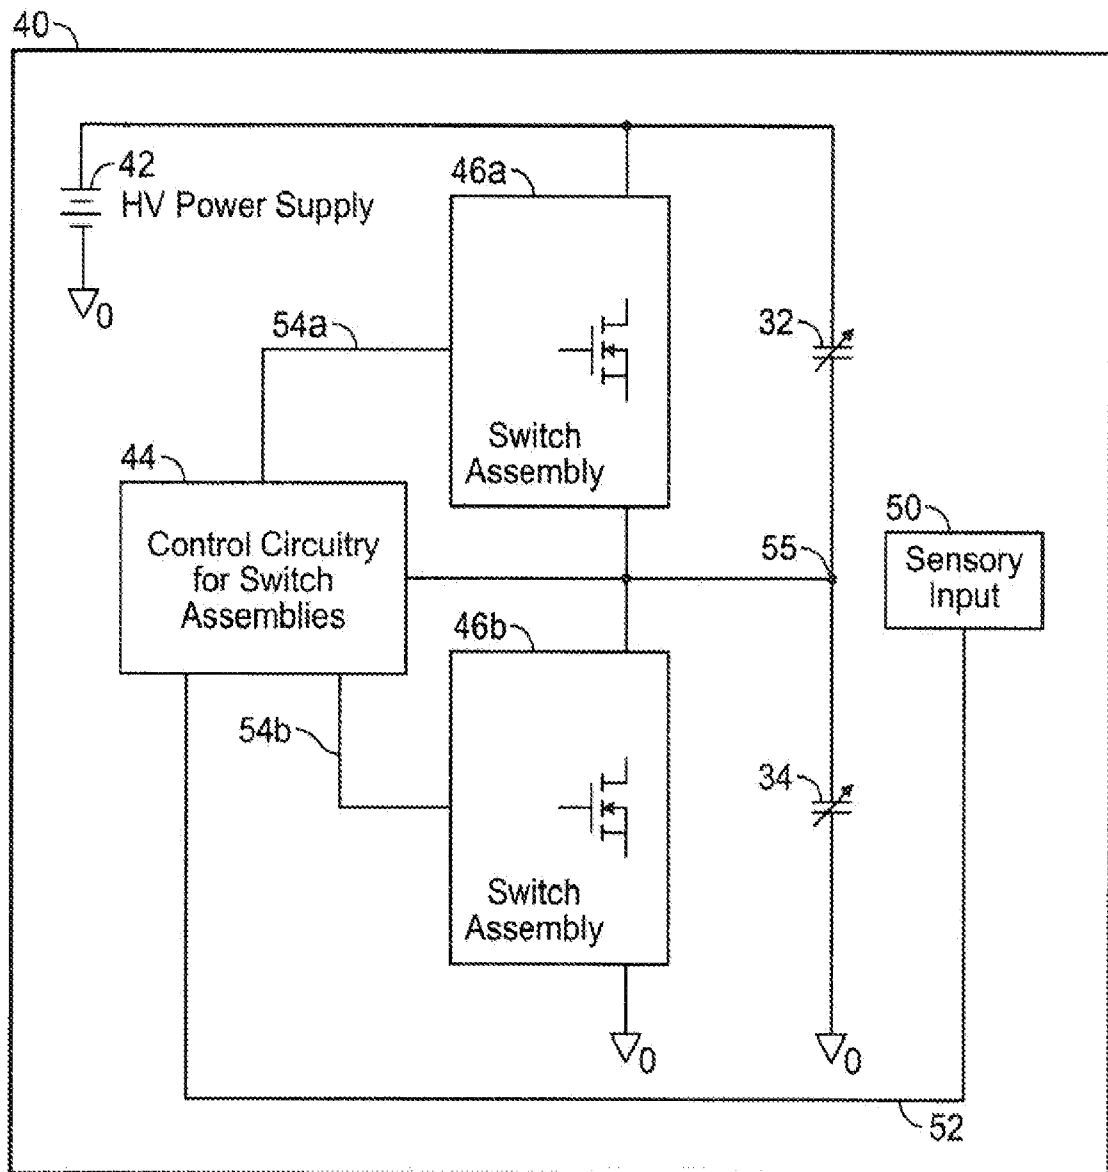 40
42
HV Power Supply
0
46a
54a
32
Switch
Assembly
44
Control Circuitry
for Switch
Assemblies
55
50
Sensory
Input
46b
54b
34
Switch
Assembly
0
0
52